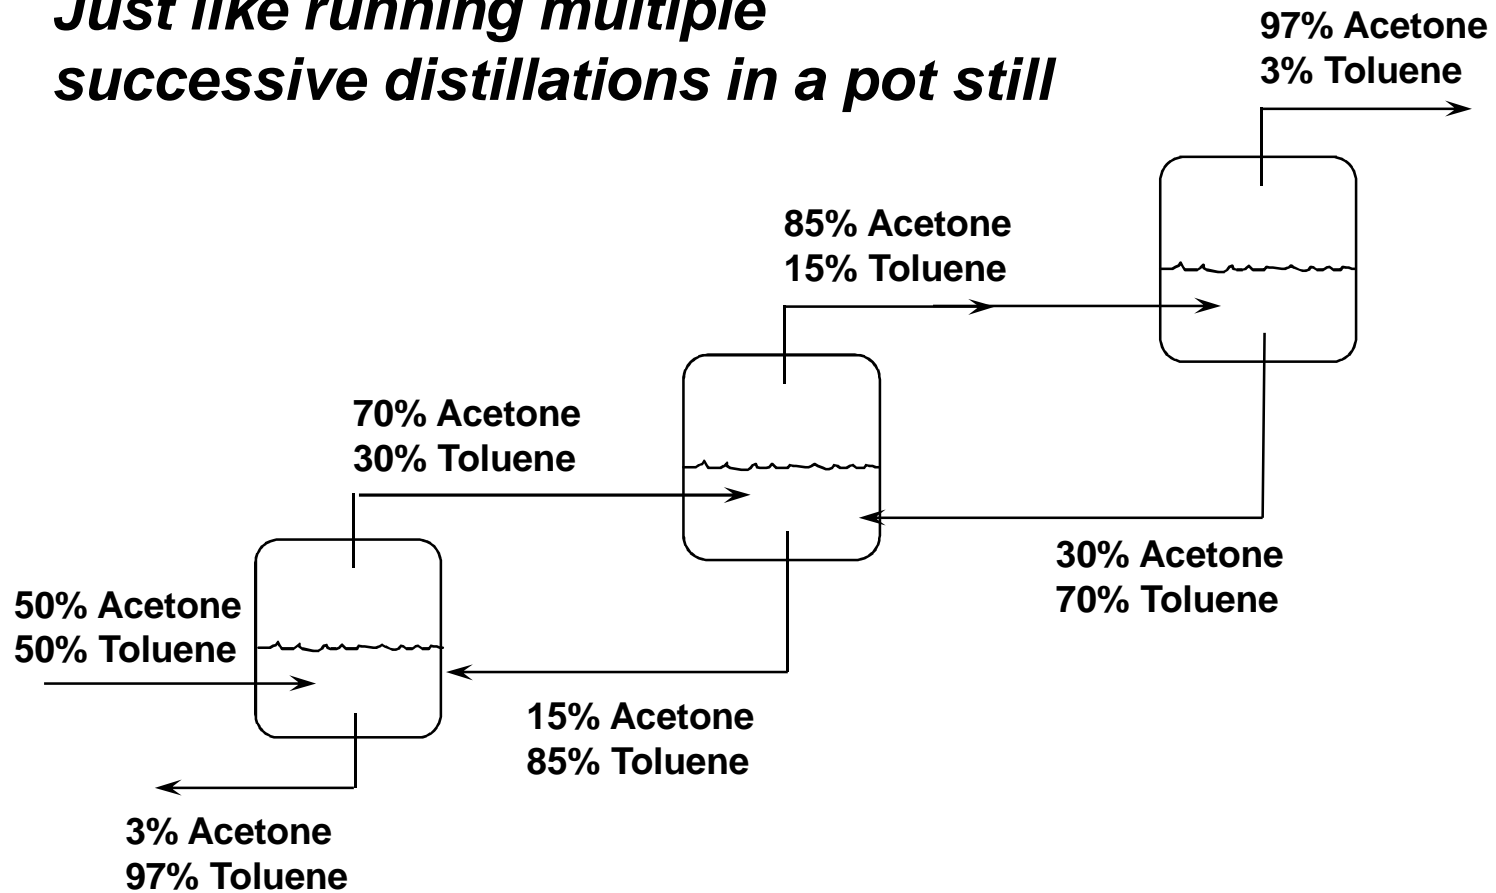 Just like running multiple
successive distillations in a pot still
97% Acetone
3% Toluene
85% Acetone
15% Toluene
70% Acetone
30% Toluene
30% Acetone
70% Toluene
50% Acetone
50% Toluene
15% Acetone
85% Toluene
3% Acetone
97% Toluene